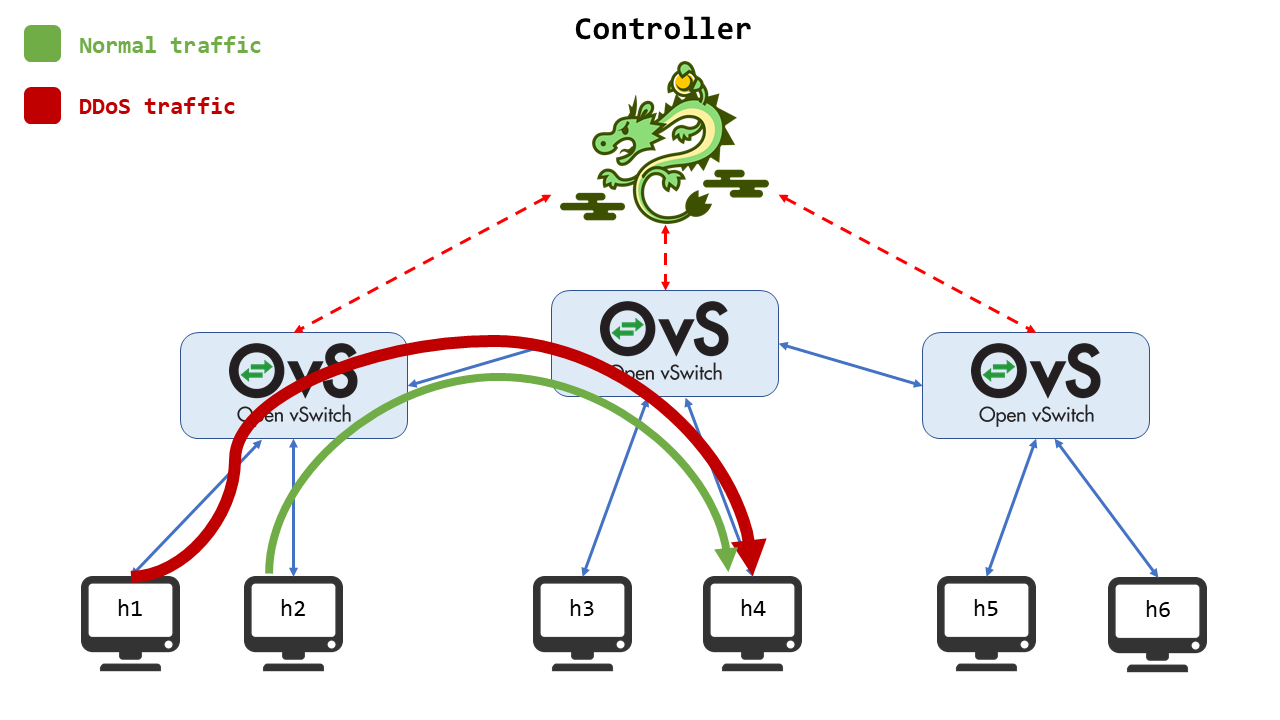 Controller
Normal traffic
DDoS traffic
OvS
Open vSwitch
OvS
Open vSwitch
OvS
Open vSwitch
h1
h2
h3
h4
h5
h6